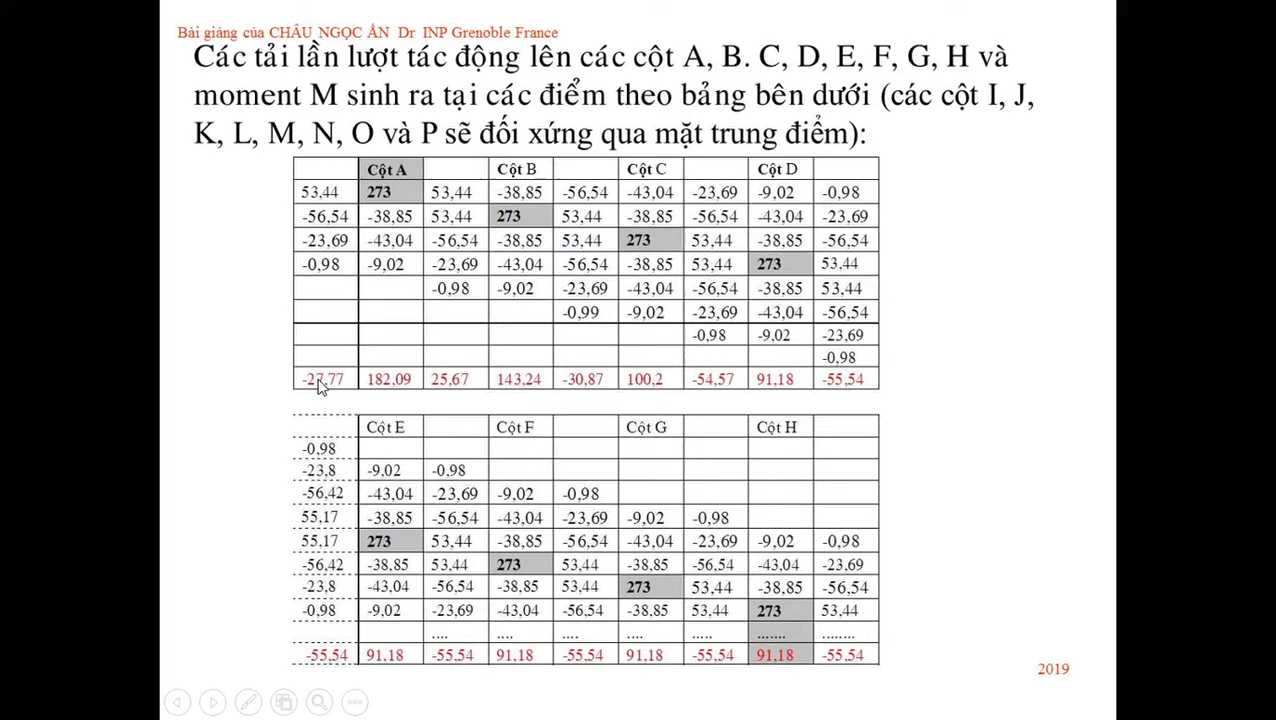 Bài giảng của CHÂU NGỌC ẨN Dr INP Grenoble France
Các tải lần lượt tác động lên các cột A, B. C, D, E, F, G, H và
moment M sinh ra tại các điểm theo bảng bên dưới (các cột I, J,
K, L, M, N, O và P sẽ đối xứng qua mặt trung điểm):
Cột A Cột B Cột C Cột D
53,44 273 53,44 -38,85 -56,54 -43,04 -23,69 -9,02 -0,98
-56,54 -38,85 53,44 273 53,44 -38,85 -56,54 -43,04 -23,69
-23,69 -43,04 -56,54 -38,85 53,44 273 53,44 -38,85 -56,54
-0,98 -9,02 -23,69 -43,04 -56,54 -38,85 53,44 273 53,44
-0,98 -9,02 -23,69 -43,04 -56,54 -38,85 53,44
-0,99 -9,02 -23,69 -43,04 -56,54
-0,98 -9,02 -23,69
-0,98
-27,77 182,09 25,67 143,24 -30,87 100,2 -54,57 91,18 -55,54
Cột E Cột F Cột G Cột H
-0,98
-23,8 -9,02 -0,98
-56,42 -43,04 -23,69 -9,02 -0,98
55,17 -38,85 -56,54 -43,04 -23,69 -9,02 -0,98
55,17 273 53,44 -38,85 -56,54 -43,04 -23,69 -9,02 -0,98
-56,42 -38,85 53,44 273 53,44 -38,85 -56,54 -43,04 -23,69
-23,8 -43,04 -56,54 -38,85 53,44 273 53,44 -38,85 -56,54
-0,98 -9,02 -23,69 -43,04 -56,54 -38,85 53,44 273 53,44
.... .... .... .... ..... ....... ........
-55,54 91,18 -55,54 91,18 -55,54 91,18 -55,54 91,18 -55,54
2019